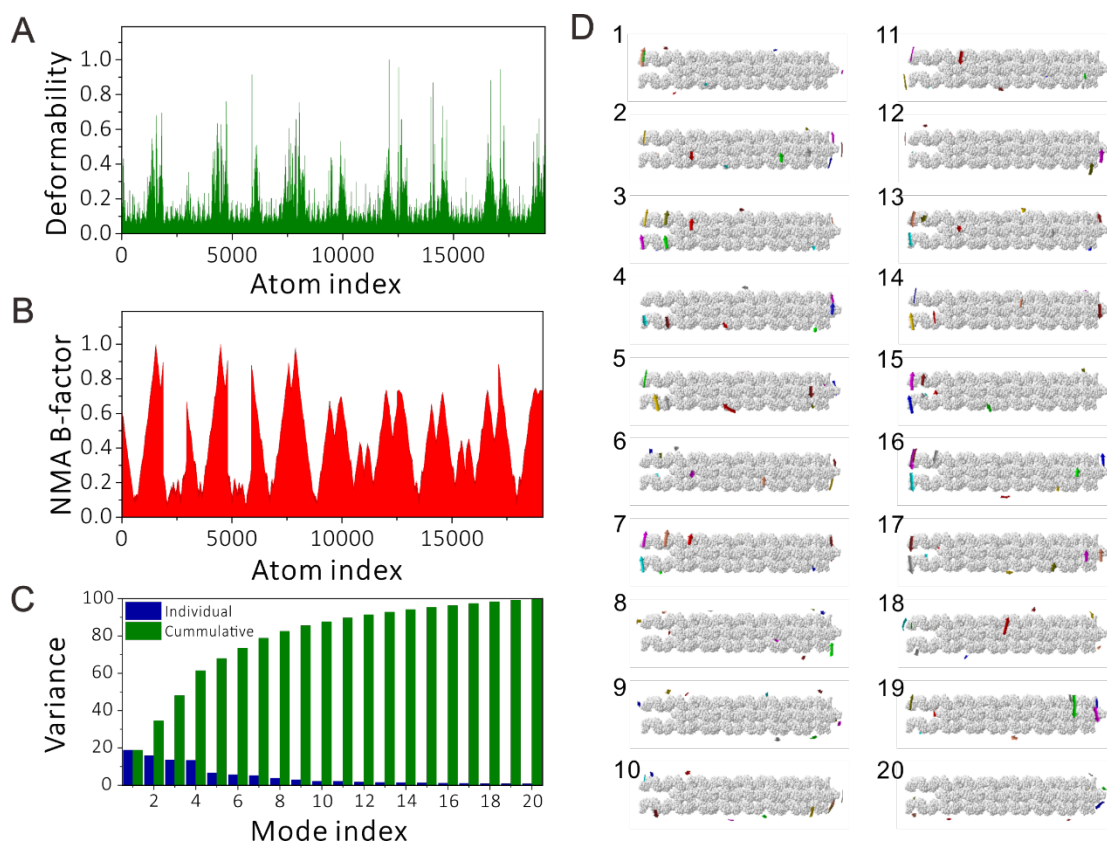 A
Deformability
1.0
0.8
0.6
0.4
0.2
0.0
0 5000 10000 15000
Atom index
B
NMA B-factor
1.0
0.8
0.6
0.4
0.2
0.0
0 5000 10000 15000
Atom index
C
Variance
100
80
60
40
20
0
Individual
Cummulative
2 4 6 8 10 12 14 16 18 20
Mode index
D
1
2
3
4
5
6
7
8
9
10
11
12
13
14
15
16
17
18
19
20